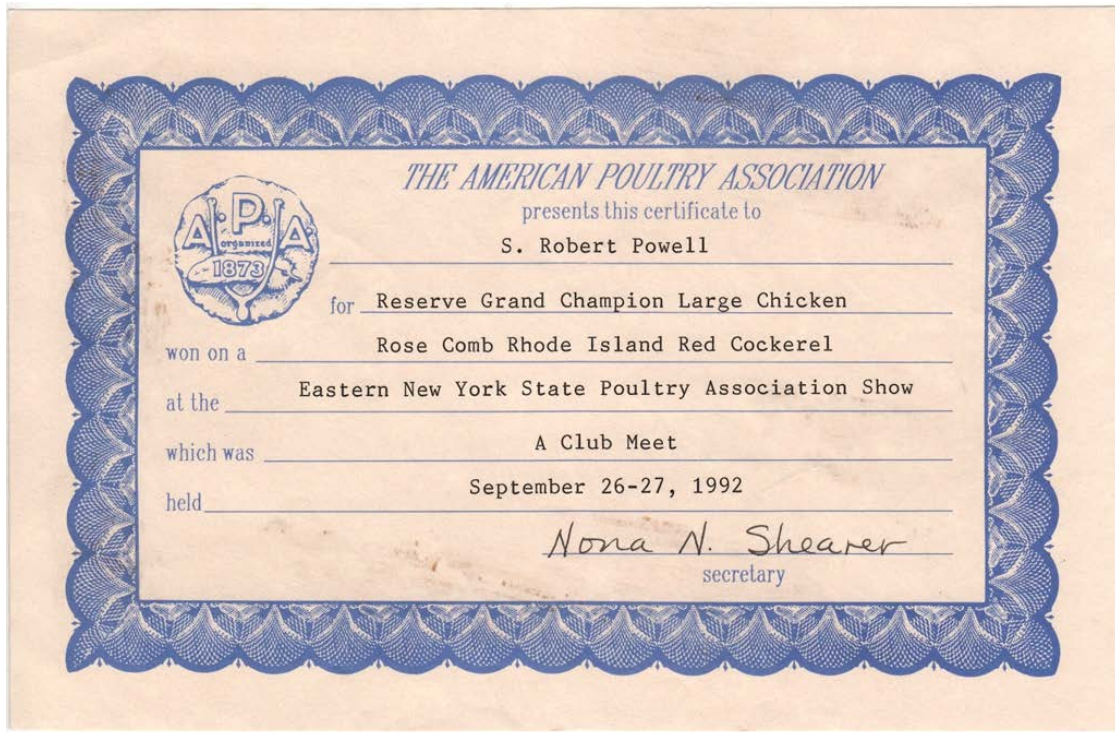 THE AMERICAN POULTRY ASSOCIATION
presents this certificate to
A.P.A.
organized
1873
S. Robert Powell
for Reserve Grand Champion Large Chicken
won on a Rose Comb Rhode Island Red Cockerel
at the Eastern New York State Poultry Association Show
which was A Club Meet
held September 26-27, 1992
Nona N. Shearer
secretary